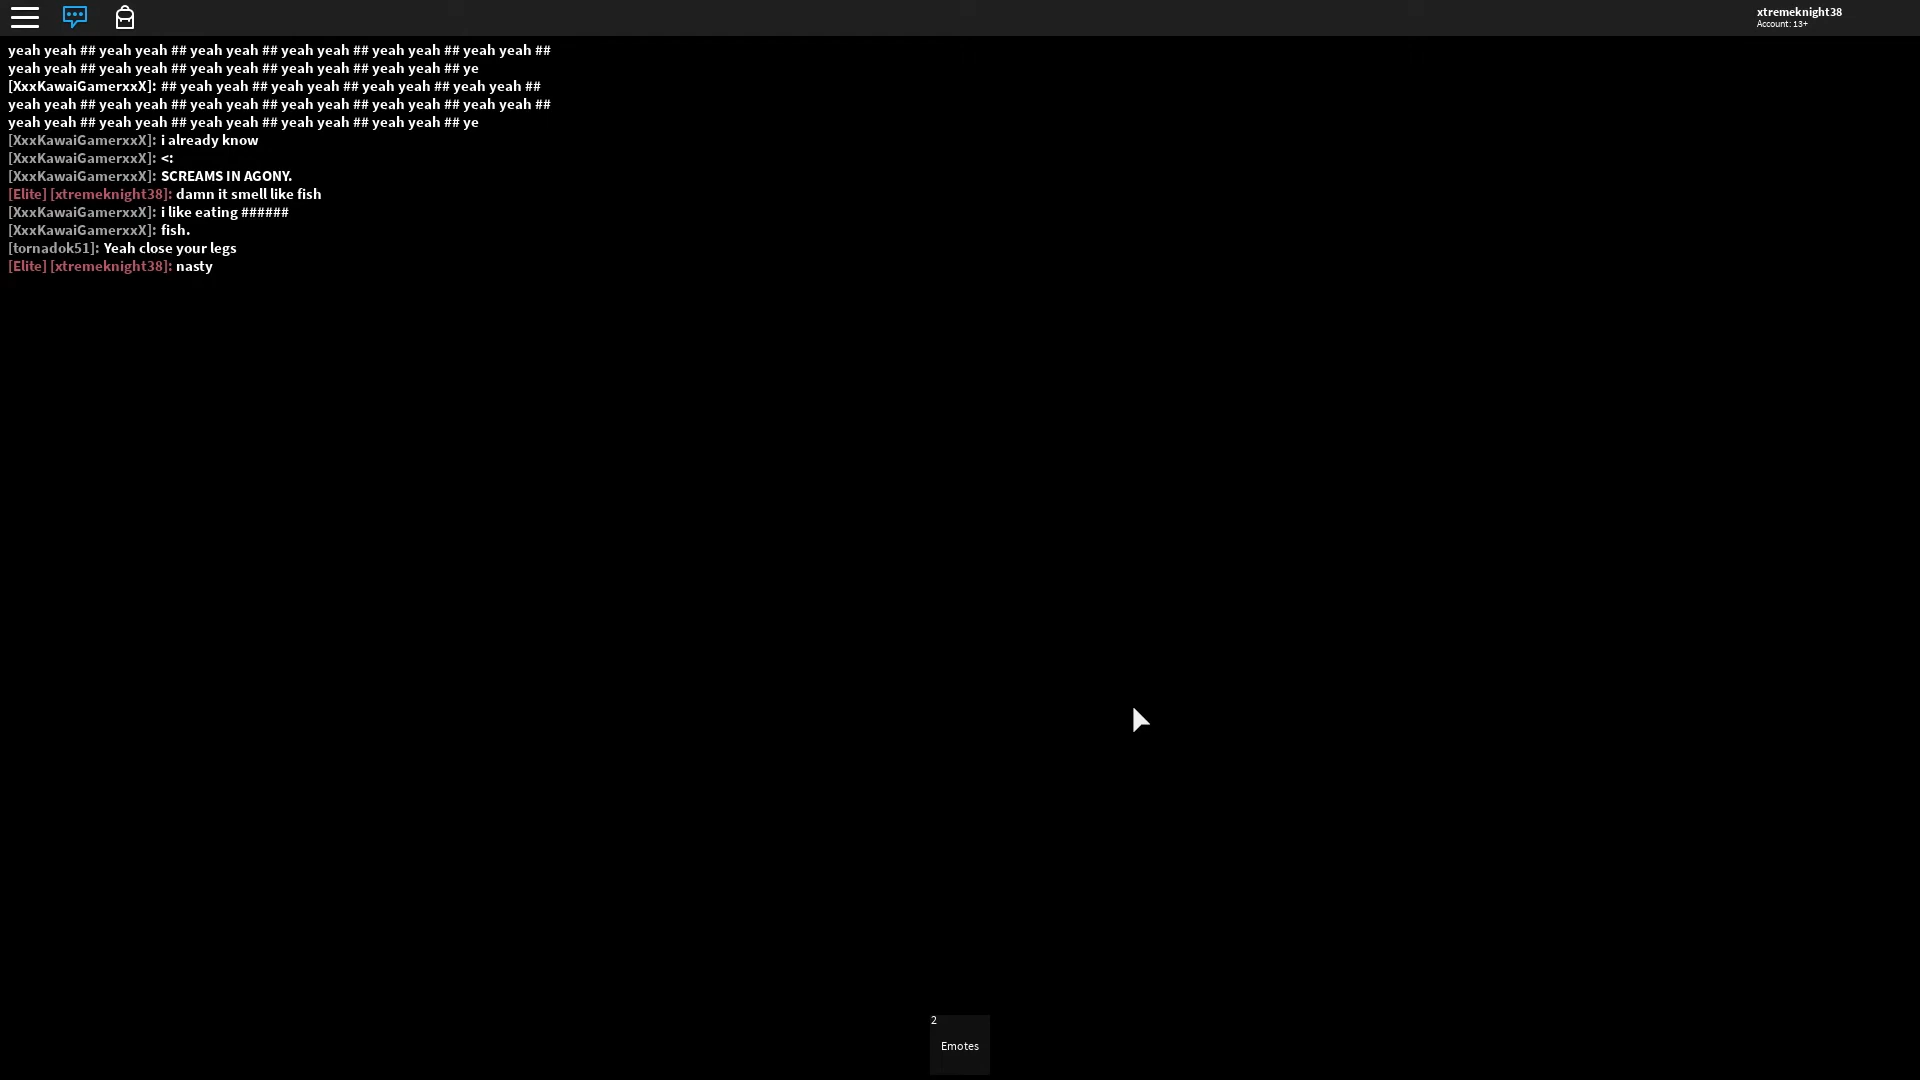 xtremeknight38
Account: 13+
yeah yeah ## yeah yeah ## yeah yeah ## yeah yeah ## yeah yeah ## yeah yeah ##
yeah yeah ## yeah yeah ## yeah yeah ## yeah yeah ## yeah yeah ## ye
[XxxKawaiGamerxxX]: ## yeah yeah ## yeah yeah ## yeah yeah ## yeah yeah ##
yeah yeah ## yeah yeah ## yeah yeah ## yeah yeah ## yeah yeah ## yeah yeah ##
yeah yeah ## yeah yeah ## yeah yeah ## yeah yeah ## yeah yeah ## ye
[XxxKawaiGamerxxX]: i already know
[XxxKawaiGamerxxX]: <:
[XxxKawaiGamerxxX]: SCREAMS IN AGONY.
[Elite] [xtremeknight38]: damn it smell like fish
[XxxKawaiGamerxxX]: i like eating ######
[XxxKawaiGamerxxX]: fish.
[tornadok51]: Yeah close your legs
[Elite] [xtremeknight38]: nasty
2
Emotes